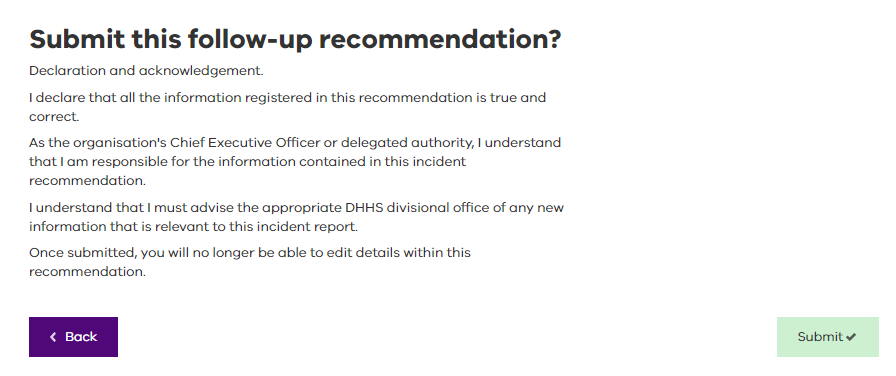 Submit this follow-up recommendation?
Declaration and acknowledgement.
I declare that all the information registered in this recommendation is true and
correct.
As the organisation's Chief Executive Officer or delegated authority, I understand
that I am responsible for the information contained in this incident
recommendation.
I understand that I must advise the appropriate DHHS divisional office of any new
information that is relevant to this incident report.
Once submitted, you will no longer be able to edit details within this
recommendation.
Back
Submit